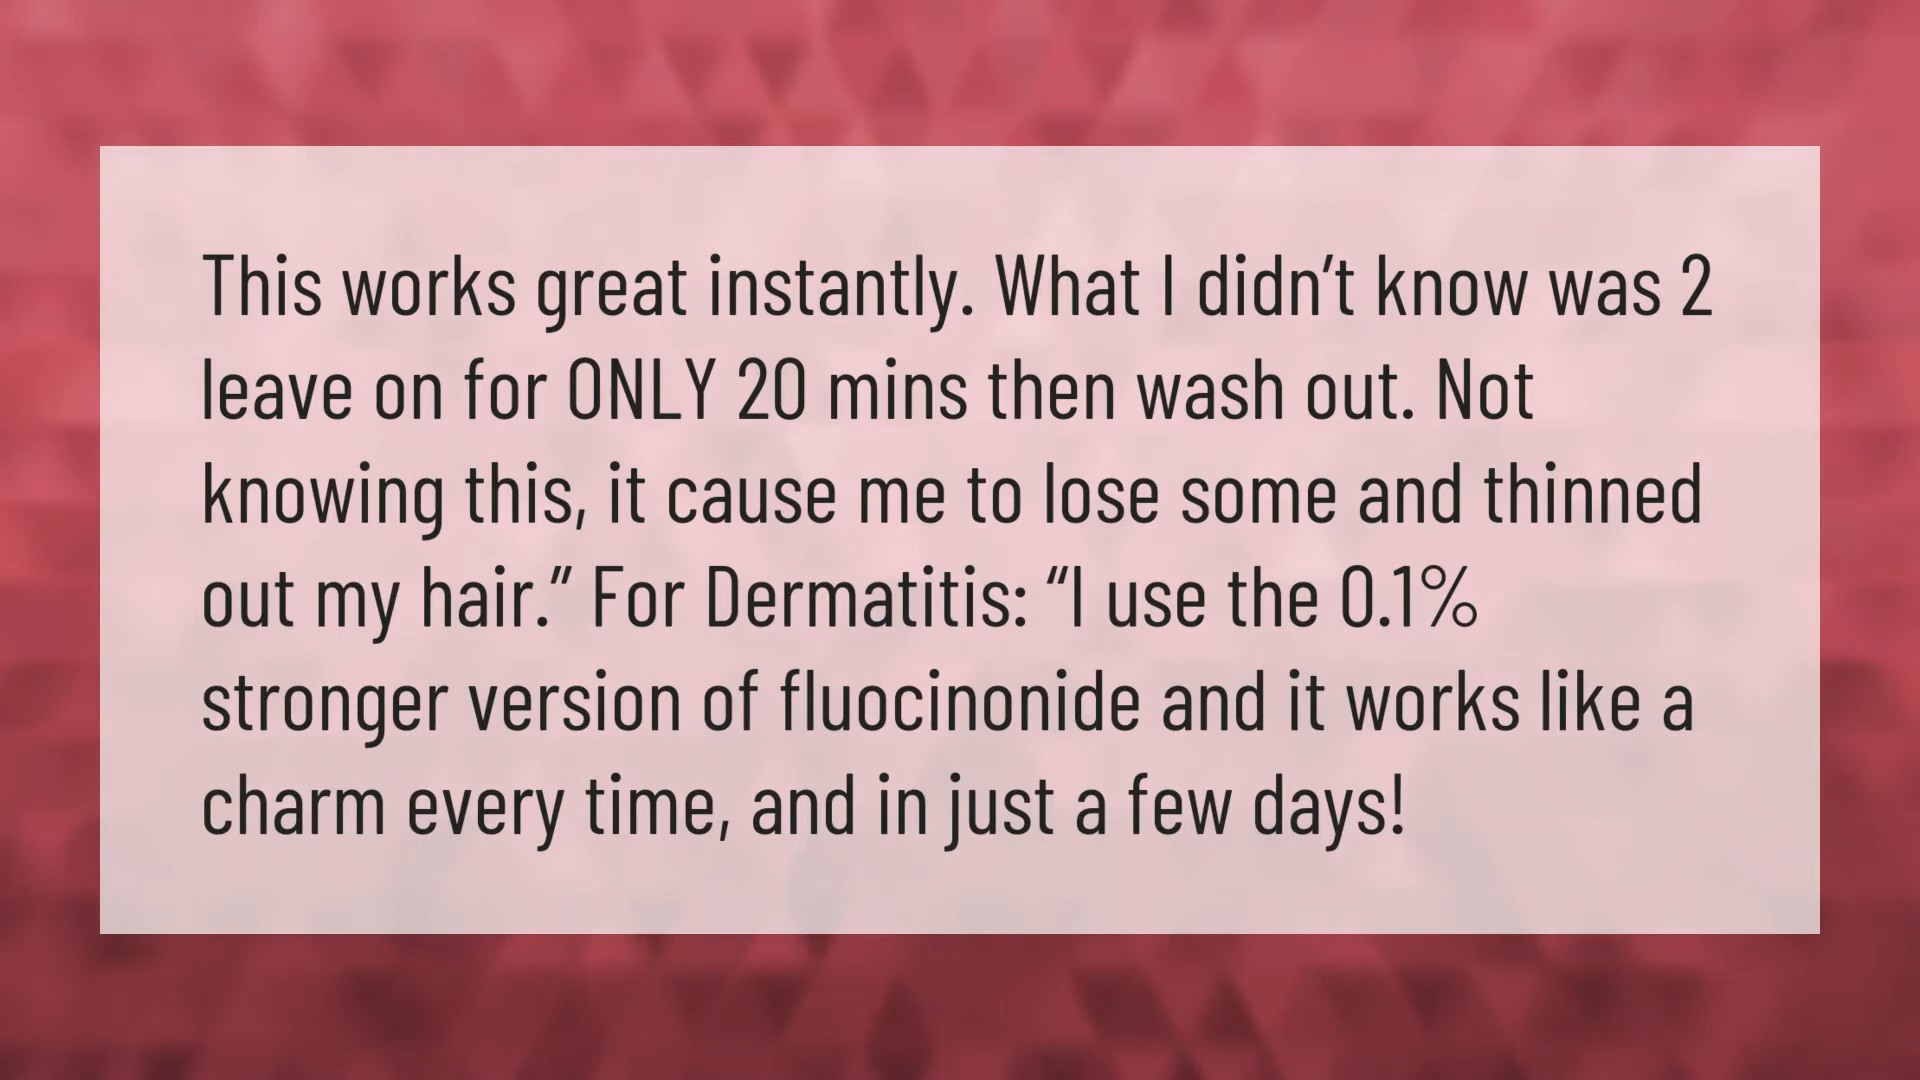 This works great instantly. What I didn’t know was 2
leave on for ONLY 20 mins then wash out. Not
knowing this, it cause me to lose some and thinned
out my hair.” For Dermatitis: “I use the 0.1%
stronger version of fluocinonide and it works like a
charm every time, and in just a few days!